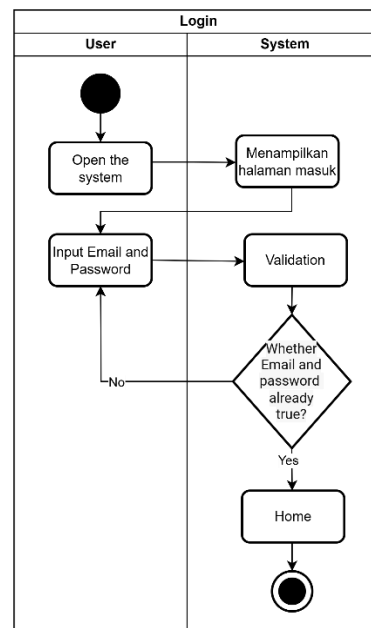 Login
User
System
Open the
system
Menampilkan
halaman masuk
Input Email and
Password
Validation
Whether
Email and
password
already
true?
No
Yes
Home